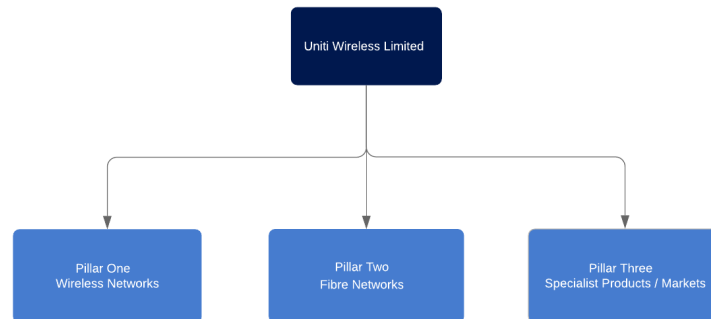 Uniti Wireless Limited
Pillar One
Wireless Networks
Pillar Two
Fibre Networks
Pillar Three
Specialist Products / Markets